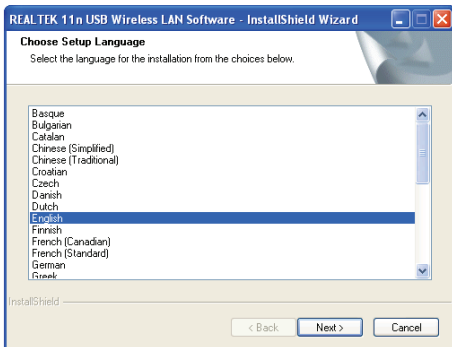 REALTEK 11n USB Wireless LAN Software - InstallShield Wizard
Choose Setup Language
Select the language for the installation from the choices below.
Basque
Bulgarian
Catalan
Chinese (Simplified)
Chinese (Traditional)
Croatian
Czech
Danish
Dutch
English
Finnish
French (Canadian)
French (Standard)
German
Greek
InstallShield
< Back
Next >
Cancel